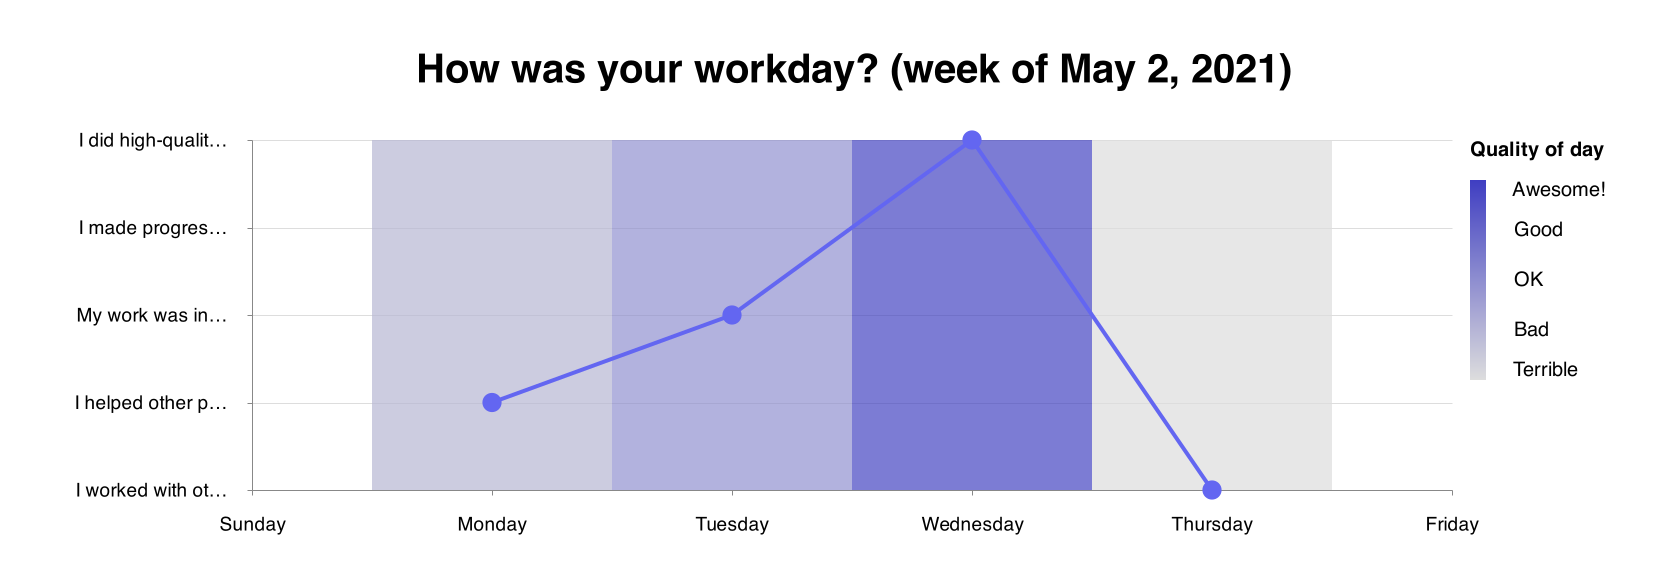 How was your workday? (week of May 2, 2021)
I did high-qualit…
I made progres…
My work was in…
I helped other p…
I worked with ot…
Sunday
Monday
Tuesday
Wednesday
Thursday
Friday
Quality of day
Awesome!
Good
OK
Bad
Terrible